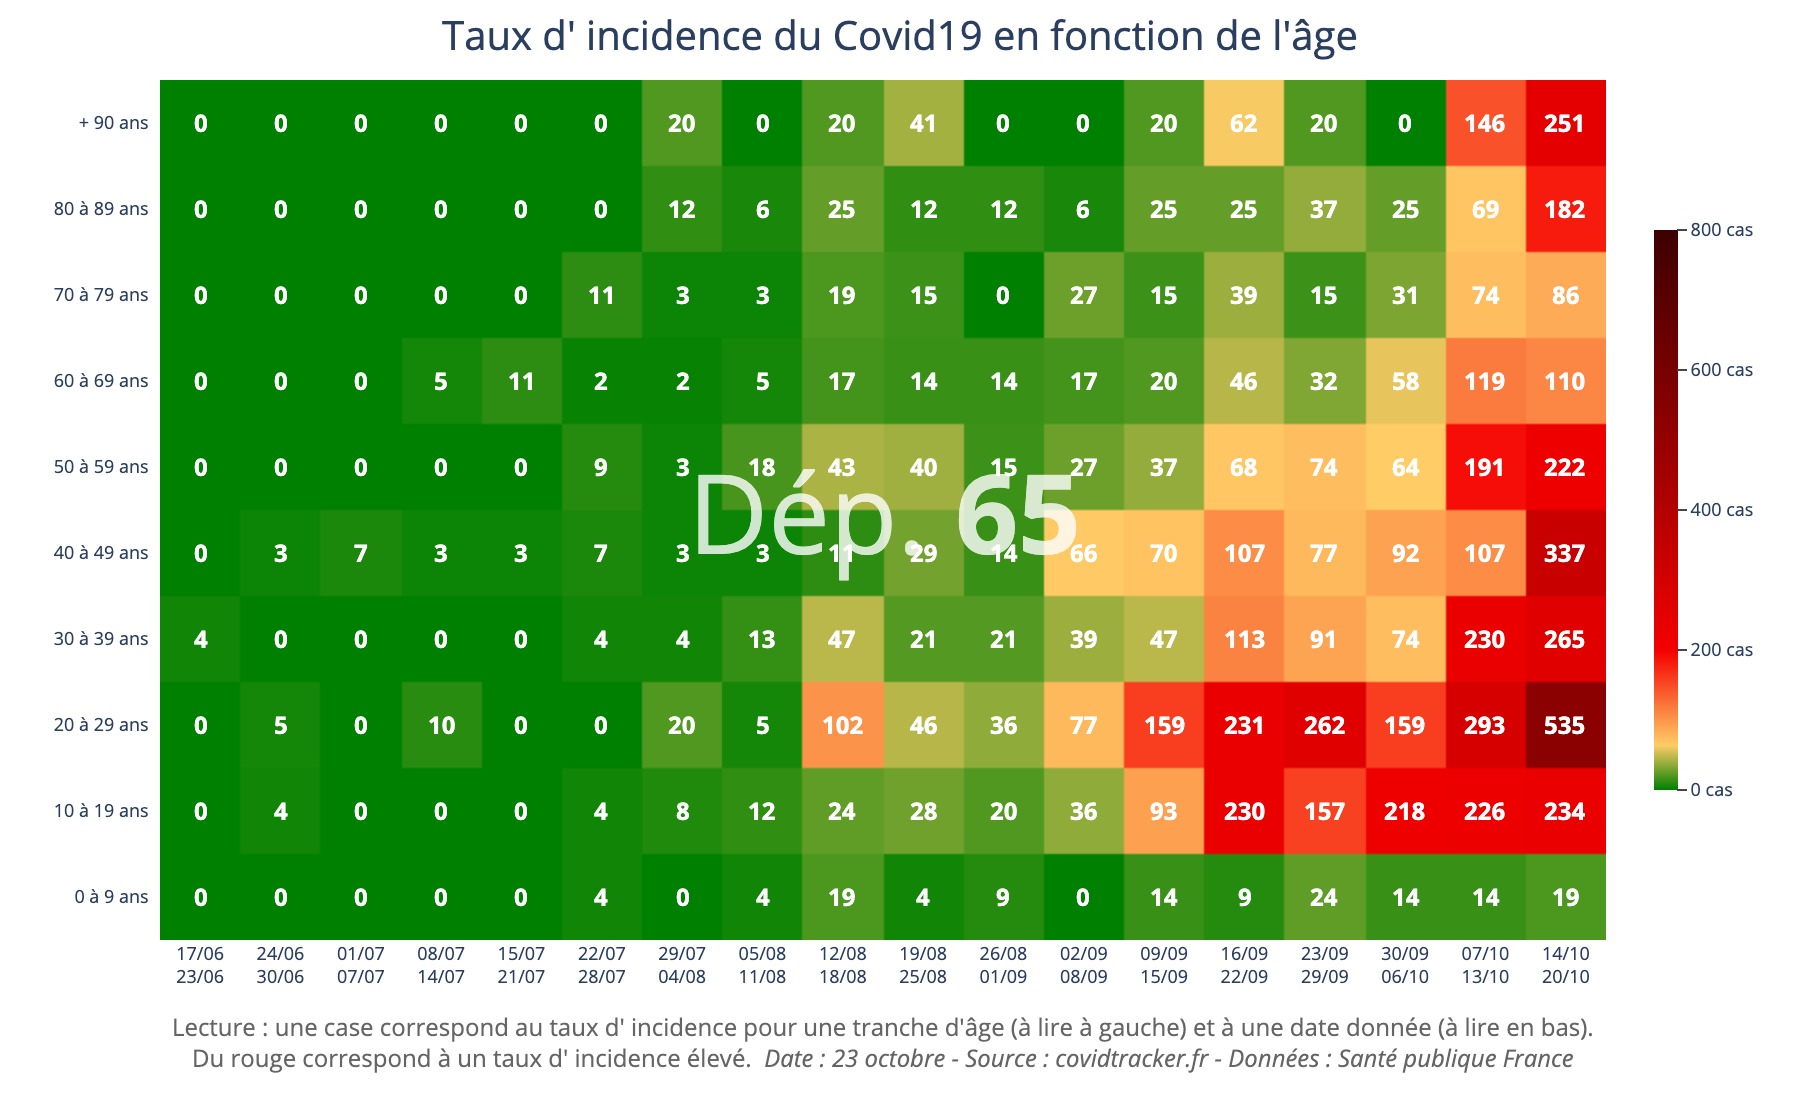 Taux d' incidence du Covid19 en fonction de l'âge
+ 90 ans 0 0 0 0 0 0 20 0 20 41 0 0 20 62 20 0 146 251
80 à 89 ans 0 0 0 0 0 0 12 6 25 12 12 6 25 25 37 25 69 182
70 à 79 ans 0 0 0 0 0 11 3 3 19 15 0 27 15 39 15 31 74 86
60 à 69 ans 0 0 0 5 11 2 2 5 17 14 14 17 20 46 32 58 119 110
50 à 59 ans 0 0 0 0 0 9 3 18 43 40 15 27 37 68 74 64 191 222
Dép. 65
40 à 49 ans 0 3 7 3 3 7 3 3 11 29 14 66 70 107 77 92 107 337
30 à 39 ans 4 0 0 0 0 4 4 13 47 21 21 39 47 113 91 74 230 265
20 à 29 ans 0 5 0 10 0 0 20 5 102 46 36 77 159 231 262 159 293 535
10 à 19 ans 0 4 0 0 0 4 8 12 24 28 20 36 93 230 157 218 226 234
0 à 9 ans 0 0 0 0 0 4 0 4 19 4 9 0 14 9 24 14 14 19
17/06 24/06 01/07 08/07 15/07 22/07 29/07 05/08 12/08 19/08 26/08 02/09 09/09 16/09 23/09 30/09 07/10 14/10
23/06 30/06 07/07 14/07 21/07 28/07 04/08 11/08 18/08 25/08 01/09 08/09 15/09 22/09 29/09 06/10 13/10 20/10
800 cas
600 cas
400 cas
200 cas
0 cas
Lecture : une case correspond au taux d' incidence pour une tranche d'âge (à lire à gauche) et à une date donnée (à lire en bas).
Du rouge correspond à un taux d' incidence élevé. Date : 23 octobre - Source : covidtracker.fr - Données : Santé publique France